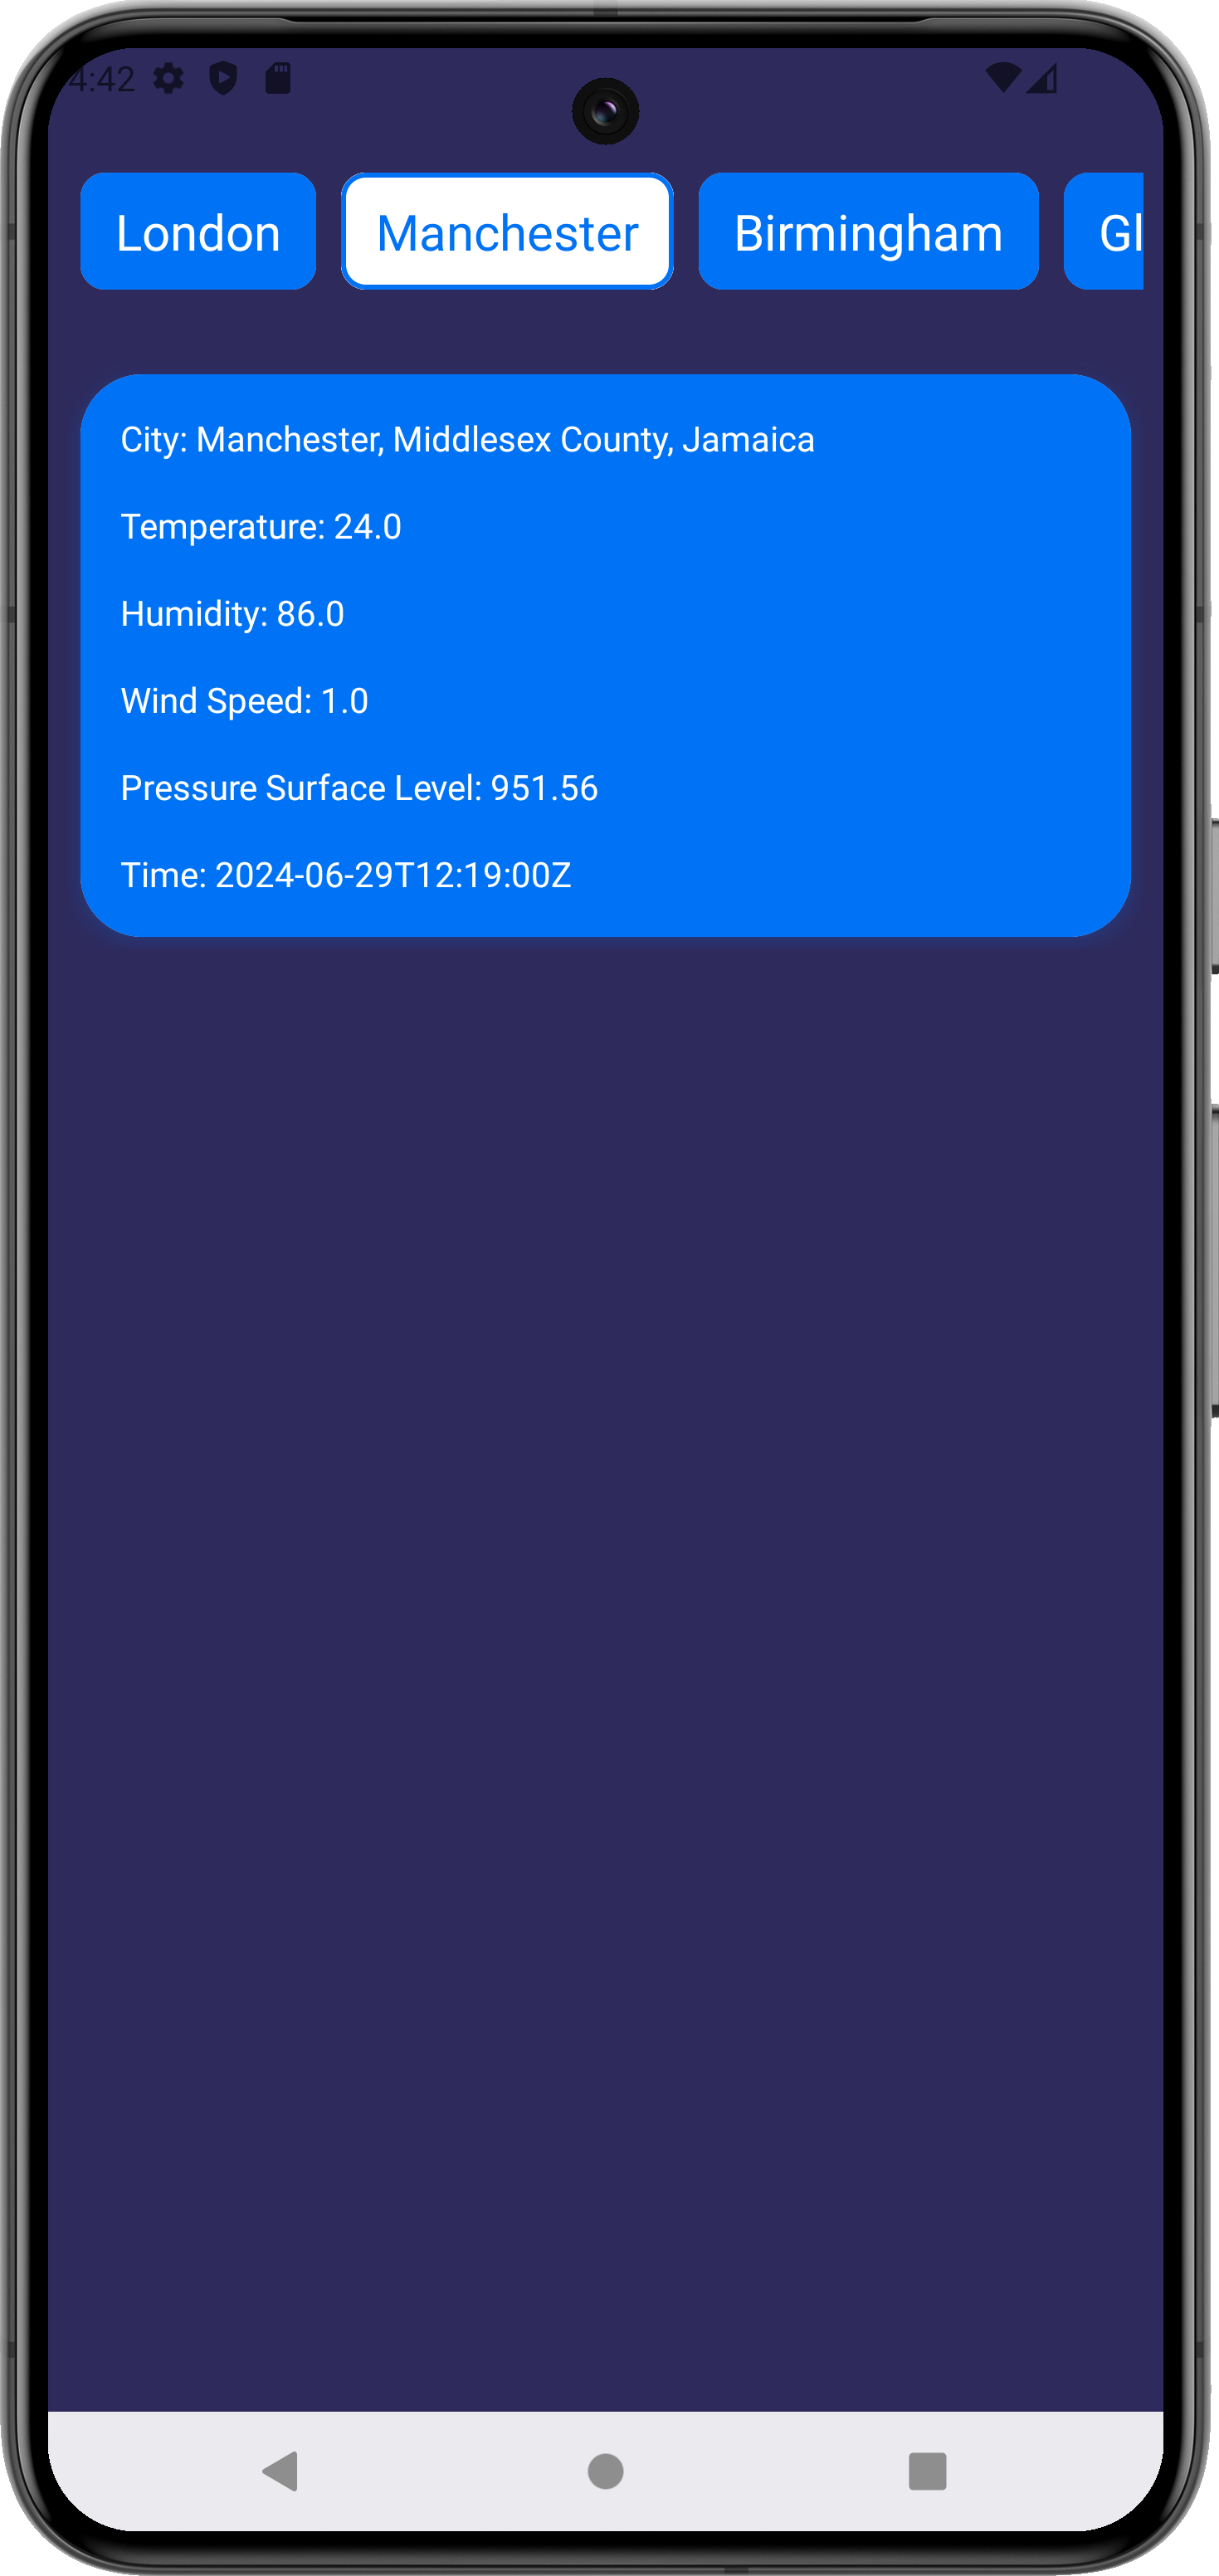 4:42
London Manchester Birmingham Gl
City: Manchester, Middlesex County, Jamaica
Temperature: 24.0
Humidity: 86.0
Wind Speed: 1.0
Pressure Surface Level: 951.56
Time: 2024-06-29T12:19:00Z